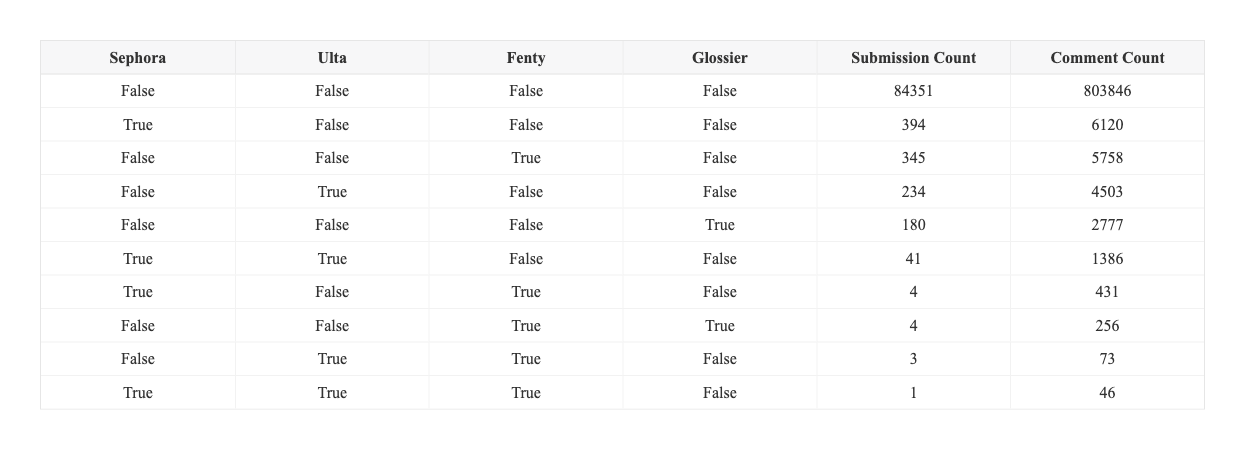 Sephora Ulta Fenty Glossier Submission Count Comment Count
False False False False 84351 803846
True False False False 394 6120
False False True False 345 5758
False True False False 234 4503
False False False True 180 2777
True True False False 41 1386
True False True False 4 431
False False True True 4 256
False True True False 3 73
True True True False 1 46